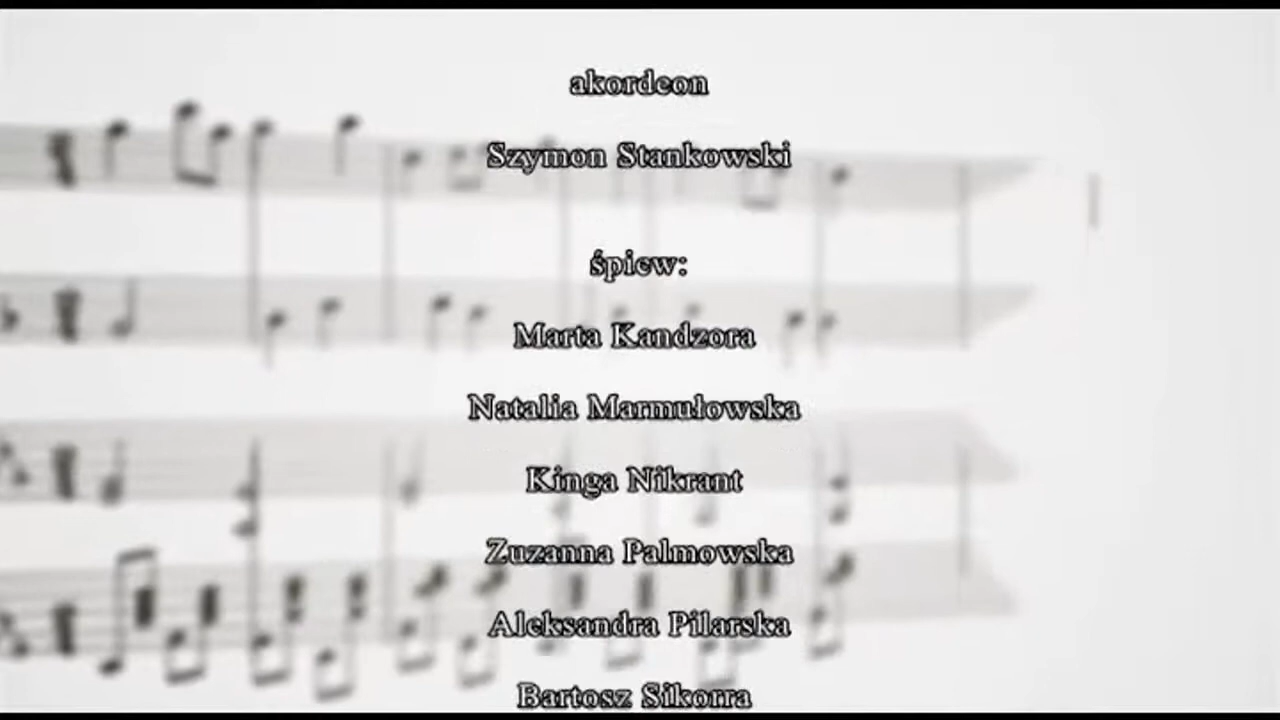 akordeon
Szymon Stankowski
śpiew:
Marta Kandzora
Natalia Marmułowska
Kinga Nikrant
Zuzanna Palmowska
Aleksandra Pilarska
Bartosz Sikorra